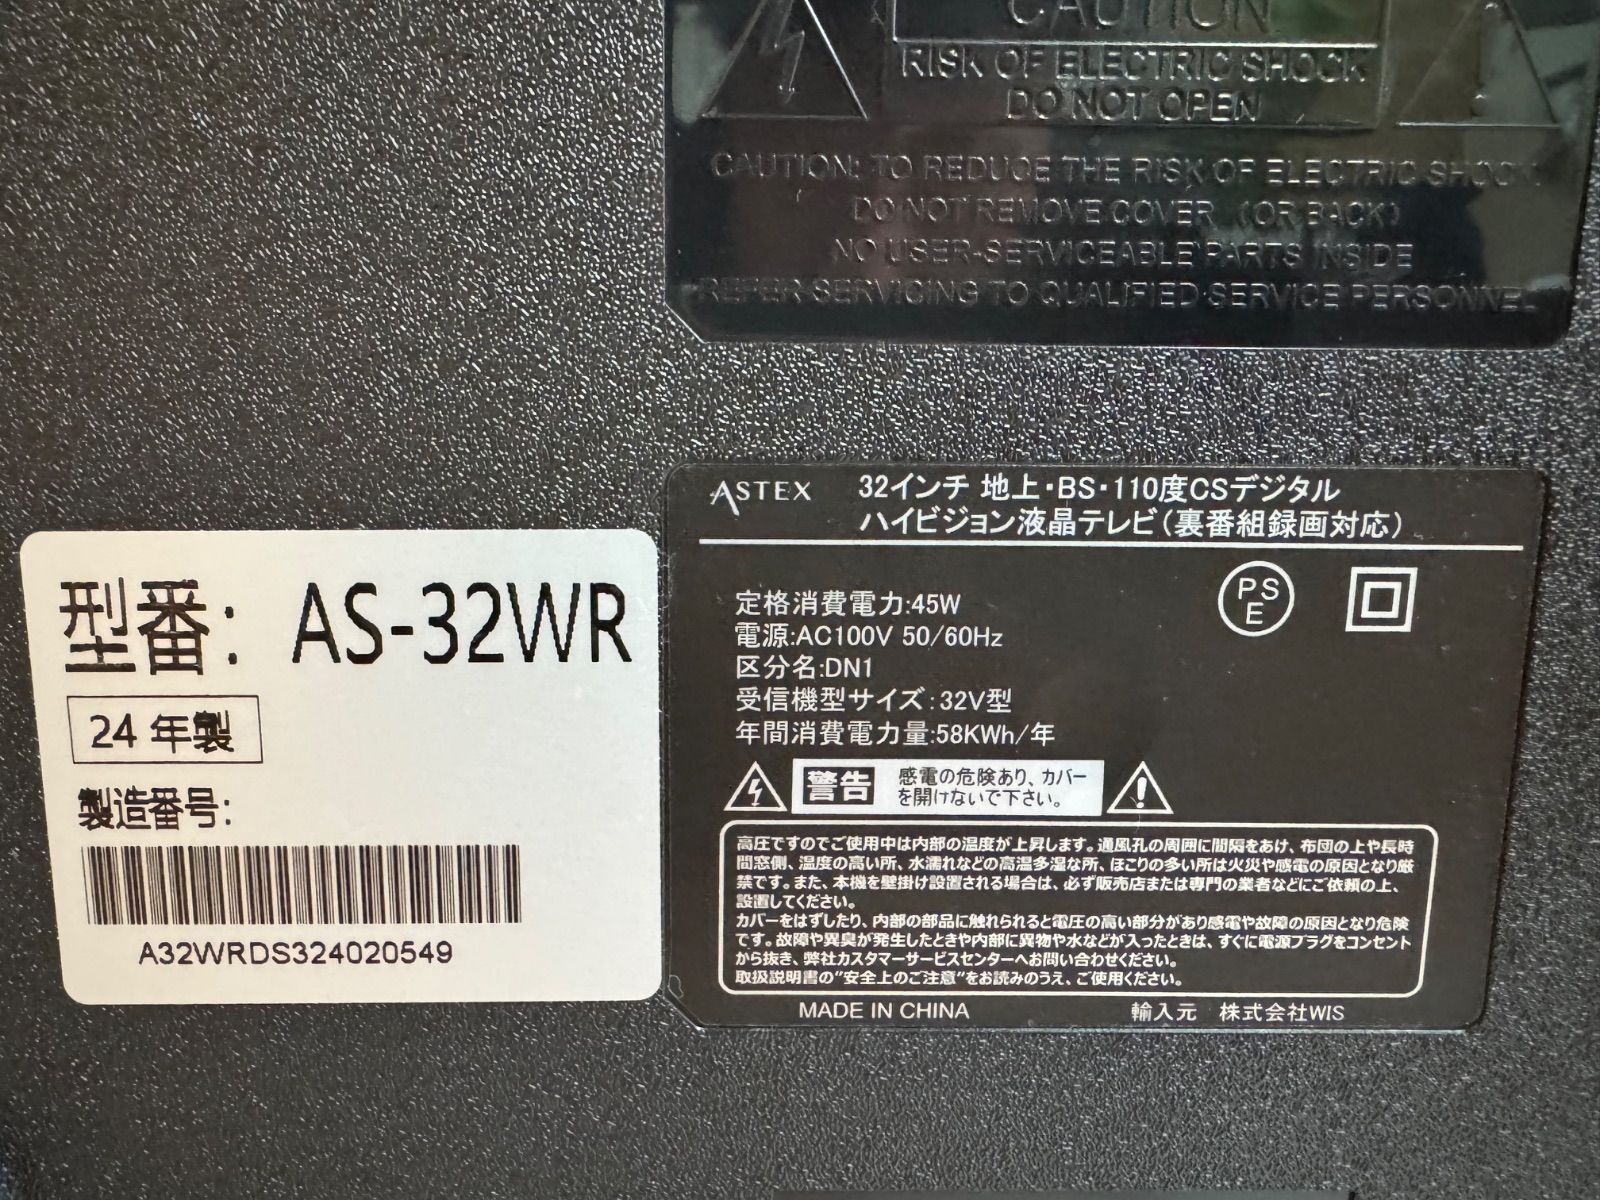 CAUTION
RISK OF ELECTRIC SHOCK
DO NOT OPEN
CAUTION: TO REDUCE THE RISK OF ELECTRIC SHOCK.
DO NOT REMOVE COVER (OR BACK)
NO USER-SERVICEABLE PARTS INSIDE
REFER SERVICING TO QUALIFIED SERVICE PERSONNEL
型番: AS-32WR
24 年製
製造番号:
A32WRDS324020549
ASTEX 32インチ 地上・BS・110度CSデジタル
ハイビジョン液晶テレビ(裏番組録画対応)
定格消費電力:45W
電源:AC100V 50/60Hz
区分名:DN1
受信機型サイズ:32V型
年間消費電力量:58KWh/年
PS
E
警告 感電の危険あり、カバー
を開けないで下さい。
高圧ですのでご使用中は内部の温度が上昇します。通風孔の周囲に間隔をあけ、布団の上や長時
間窓側、温度の高い所、水濡れなどの高温多湿な所、ほこりの多い所は火災や感電の原因となり厳
禁です。また、本機を壁掛け設置される場合は、必ず販売店または専門の業者などにご依頼の上、
設置してください。
カバーをはずしたり、内部の部品に触れられると電圧の高い部分があり感電や故障の原因となり危険
です。故障や異臭が発生したときや内部に異物や水などが入ったときは、すぐに電源プラグをコンセント
から抜き、弊社カスタマーサービスセンターへお問い合わせください。
取扱説明書の"安全上のご注意"をお読みのうえ、ご使用ください。
MADE IN CHINA 輸入元 株式会社WIS